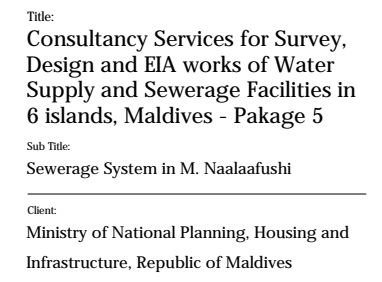 Title:
Consultancy Services for Survey,
Design and EIA works of Water
Supply and Sewerage Facilities in
6 islands, Maldives - Pakage 5
Sub Title:
Sewerage System in M. Naalaafushi
Client:
Ministry of National Planning, Housing and
Infrastructure, Republic of Maldives